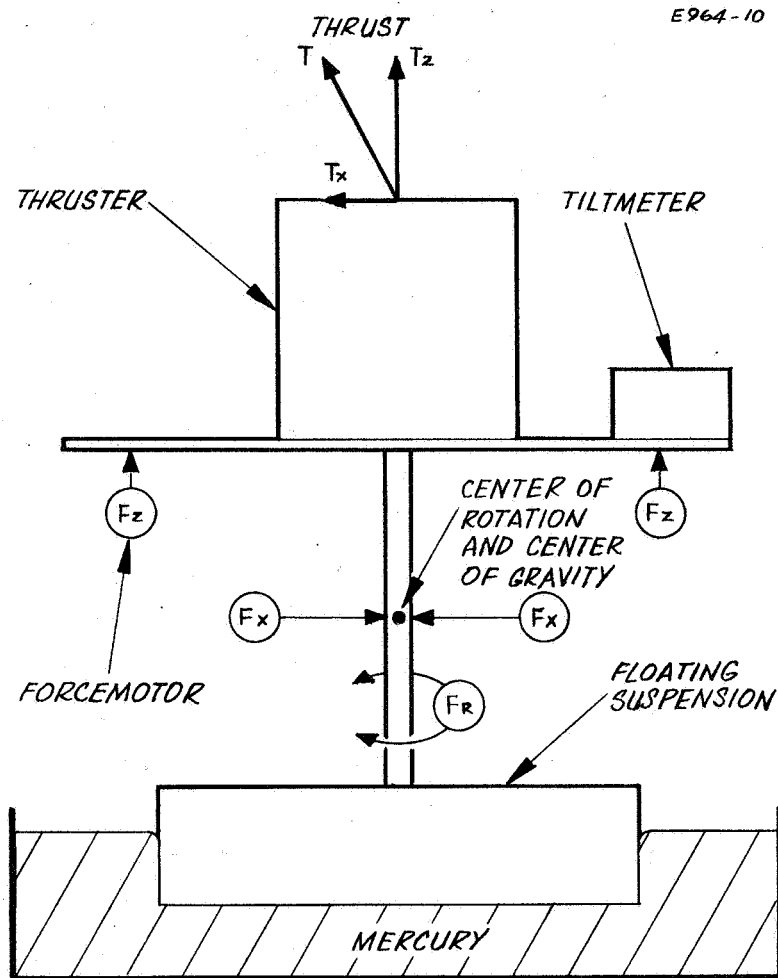 E964-10
THRUST
T
Tz
Tx
THRUSTER
TILTMETER
Fz
CENTER OF
ROTATION
AND CENTER
OF GRAVITY
Fz
Fx
Fx
FORCEMOTOR
FR
FLOATING
SUSPENSION
MERCURY